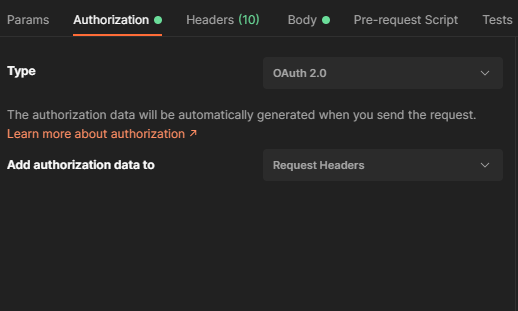 Params Authorization Headers (10) Body Pre-request Script Tests
Type OAuth 2.0
The authorization data will be automatically generated when you send the request.
Learn more about authorization ↗
Add authorization data to Request Headers